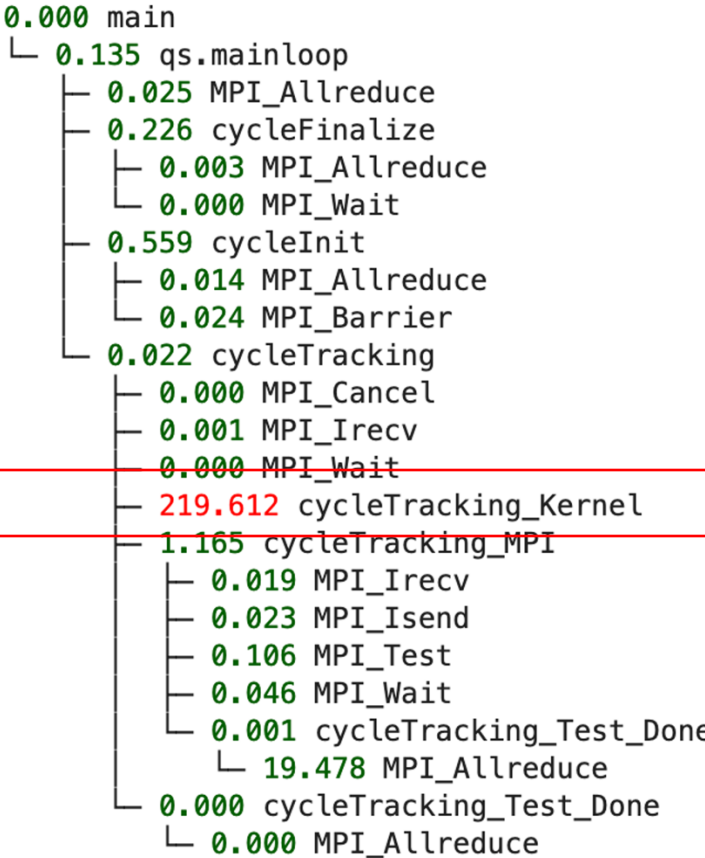 0.000 main
└─ 0.135 qs.mainloop
   ├─ 0.025 MPI_Allreduce
   ├─ 0.226 cycleFinalize
   │  ├─ 0.003 MPI_Allreduce
   │  └─ 0.000 MPI_Wait
   ├─ 0.559 cycleInit
   │  ├─ 0.014 MPI_Allreduce
   │  └─ 0.024 MPI_Barrier
   └─ 0.022 cycleTracking
      ├─ 0.000 MPI_Cancel
      ├─ 0.001 MPI_Irecv
      ├─ 0.000 MPI_Wait
      ├─ 219.612 cycleTracking_Kernel
      ├─ 1.165 cycleTracking_MPI
      │  ├─ 0.019 MPI_Irecv
      │  ├─ 0.023 MPI_Isend
      │  ├─ 0.106 MPI_Test
      │  ├─ 0.046 MPI_Wait
      │  └─ 0.001 cycleTracking_Test_Done
      │     └─ 19.478 MPI_Allreduce
      └─ 0.000 cycleTracking_Test_Done
         └─ 0.000 MPI_Allreduce